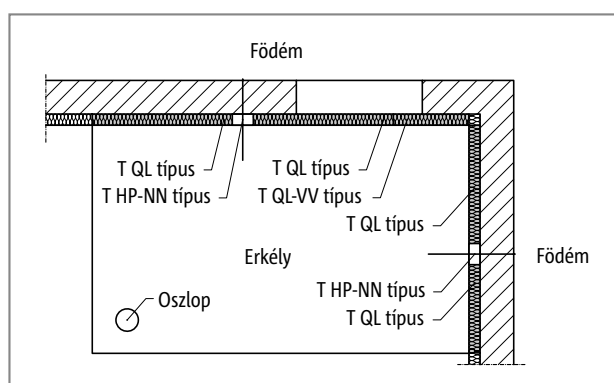 Födém
T QL típus
T HP-NN típus
T QL típus
T QL-VV típus
T QL típus
Erkély
Födém
T HP-NN típus
T QL típus
Oszlop